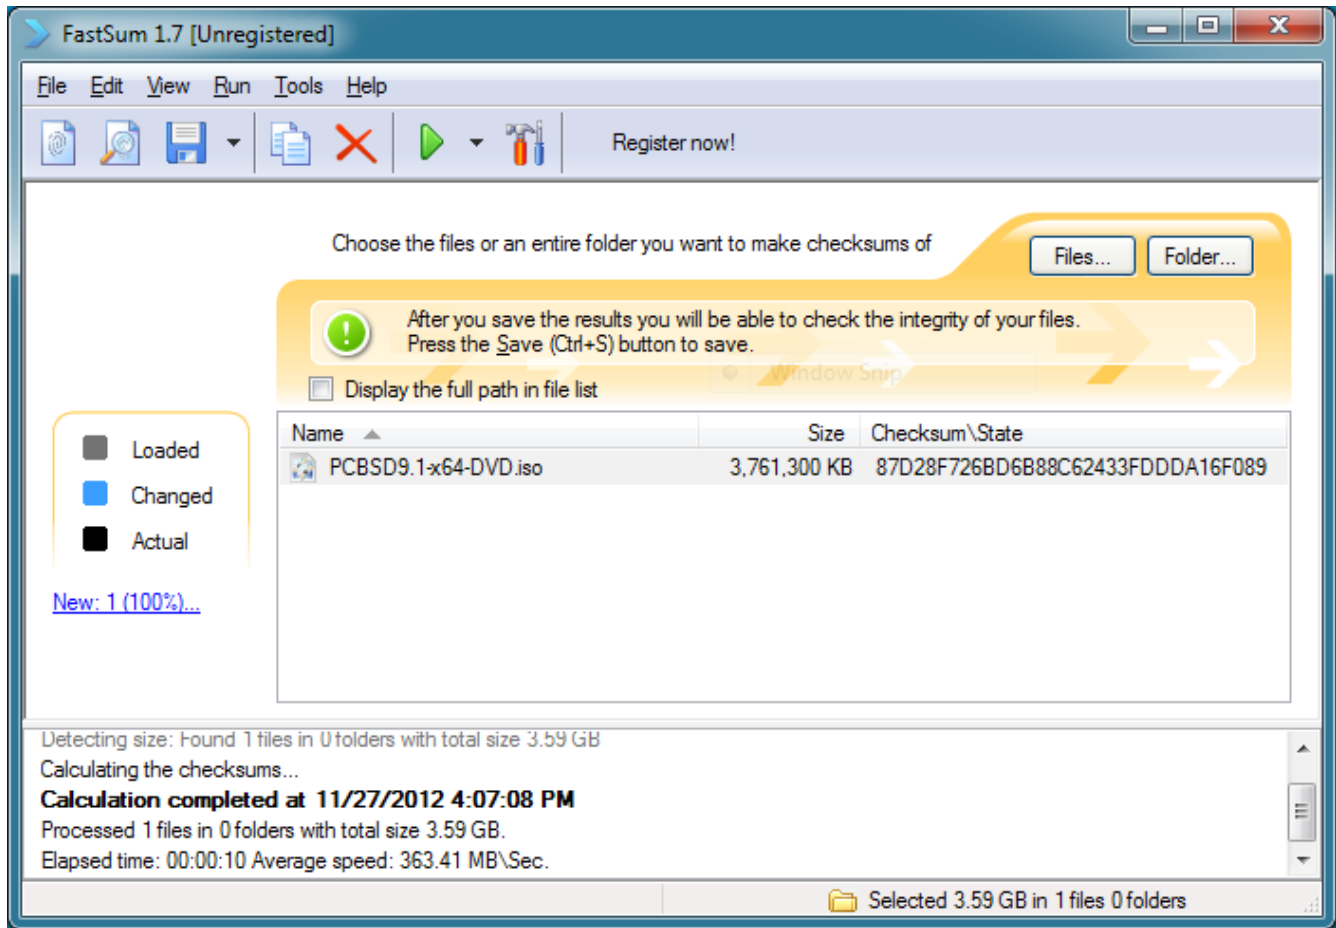 FastSum 1.7 [Unregistered]
File Edit View Run Tools Help
Register now!
Choose the files or an entire folder you want to make checksums of
Files... Folder...
After you save the results you will be able to check the integrity of your files.
Press the Save (Ctrl+S) button to save.
Window Snip
Display the full path in file list
Name Size Checksum\State
PCBSD9.1-x64-DVD.iso 3,761,300 KB 87D28F726BD6B88C62433FDDDA16F089
Loaded
Changed
Actual
New: 1 (100%)...
Detecting size: Found 1 files in 0 folders with total size 3.59 GB
Calculating the checksums...
Calculation completed at 11/27/2012 4:07:08 PM
Processed 1 files in 0 folders with total size 3.59 GB.
Elapsed time: 00:00:10 Average speed: 363.41 MB\Sec.
Selected 3.59 GB in 1 files 0 folders